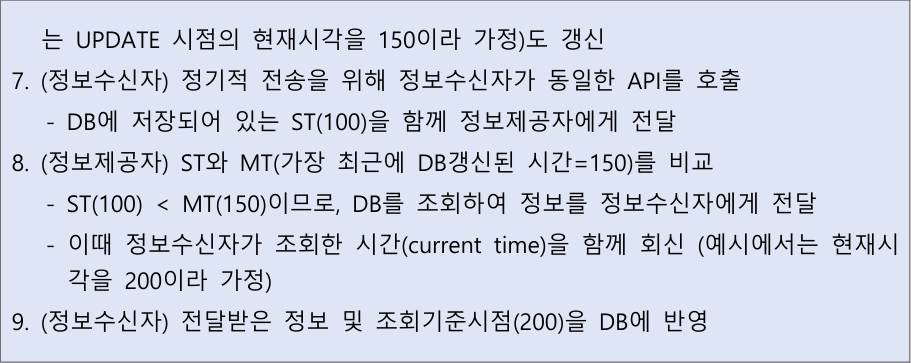 는 UPDATE 시점의 현재시각을 150이라 가정)도 갱신
7. (정보수신자) 정기적 전송을 위해 정보수신자가 동일한 API를 호출
- DB에 저장되어 있는 ST(100)을 함께 정보제공자에게 전달
8. (정보제공자) ST와 MT(가장 최근에 DB갱신된 시간=150)를 비교
- ST(100) < MT(150)이므로, DB를 조회하여 정보를 정보수신자에게 전달
- 이때 정보수신자가 조회한 시간(current time)을 함께 회신 (예시에서는 현재시
각을 200이라 가정)
9. (정보수신자) 전달받은 정보 및 조회기준시점(200)을 DB에 반영